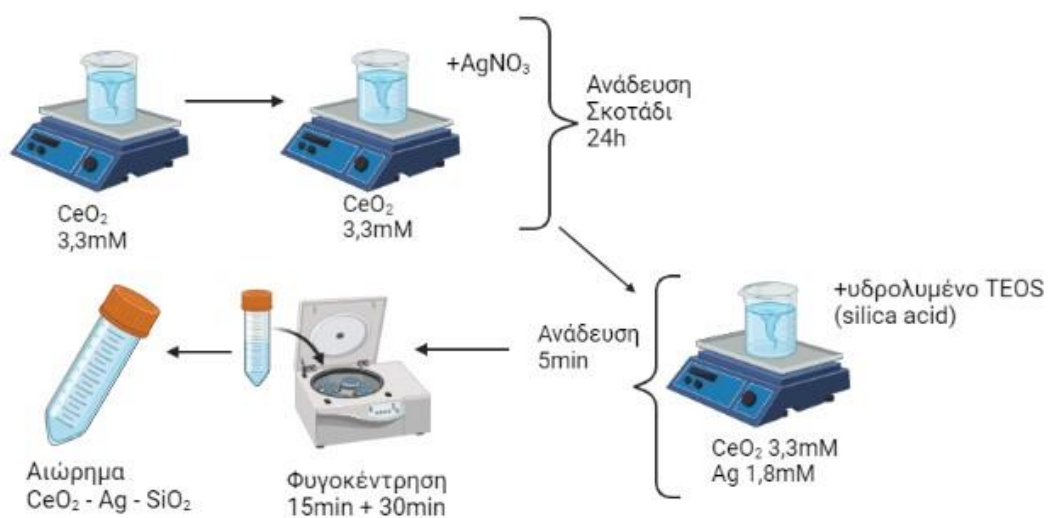 CeO₂
3,3mM
CeO₂
3,3mM
+AgNO₃
Ανάδευση
Σκοτάδι
24h
+υδρολυμένο TEOS
(silica acid)
CeO₂ 3,3mM
Ag 1,8mM
Ανάδευση
5min
Φυγοκέντρηση
15min + 30min
Αιώρημα
CeO₂ - Ag - SiO₂